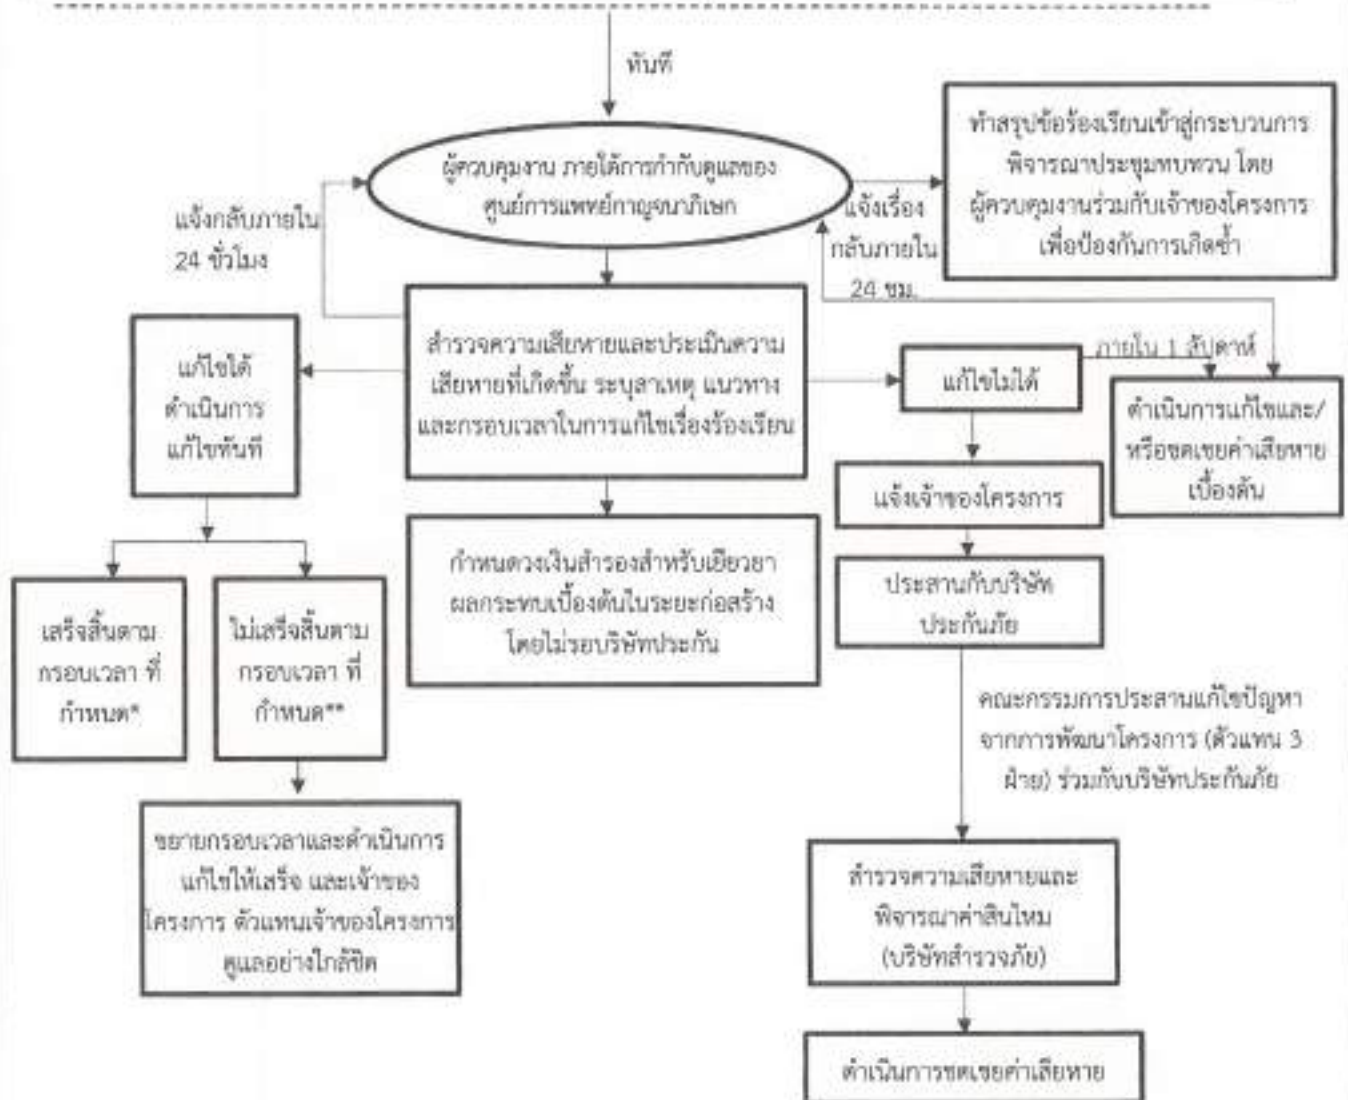 ทันที
ผู้ควบคุมงาน ภายใต้การกำกับดูแลของ
ศูนย์การแพทย์กาญจนาภิเษก
ทำสรุปข้อร้องเรียนเข้าสู่กระบวนการ
พิจารณาประชุมทบทวน โดย
ผู้ควบคุมงานร่วมกับเจ้าของโครงการ
เพื่อป้องกันการเกิดซ้ำ
แจ้งกลับภายใน
24 ชั่วโมง
แจ้งเรื่อง
กลับภายใน
24 ชม.
แก้ไขได้
ดำเนินการ
แก้ไขทันที
สำรวจความเสียหายและประเมินความ
เสียหายที่เกิดขึ้น ระบุสาเหตุ แนวทาง
และกรอบเวลาในการแก้ไขเรื่องร้องเรียน
แก้ไขไม่ได้
ภายใน 1 สัปดาห์
ดำเนินการแก้ไขและ/
หรือชดเชยค่าเสียหาย
เบื้องต้น
แจ้งเจ้าของโครงการ
กำหนดวงเงินสำรองสำหรับเยียวยา
ผลกระทบเบื้องต้นในระยะก่อสร้าง
โดยไม่รอบริษัทประกัน
ประสานกับบริษัท
ประกันภัย
เสร็จสิ้นตาม
กรอบเวลา ที่
กำหนด*
ไม่เสร็จสิ้นตาม
กรอบเวลา ที่
กำหนด**
คณะกรรมการประสานแก้ไขปัญหา
จากการพัฒนาโครงการ (ตัวแทน 3
ฝ่าย) ร่วมกับบริษัทประกันภัย
ขยายกรอบเวลาและดำเนินการ
แก้ไขให้เสร็จ และเจ้าของ
โครงการ ตัวแทนเจ้าของโครงการ
ดูแลอย่างใกล้ชิด
สำรวจความเสียหายและ
พิจารณาค่าสินไหม
(บริษัทสำรวจภัย)
ดำเนินการชดเชยค่าเสียหาย